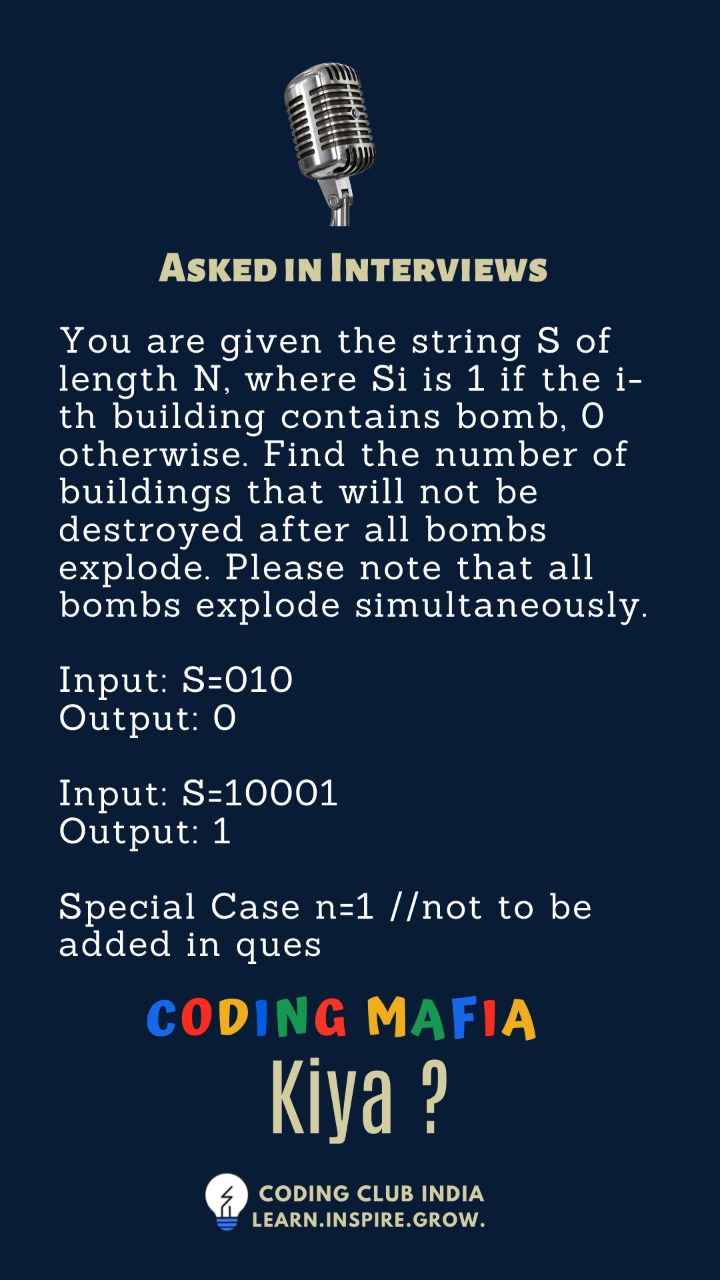 ASKED IN INTERVIEWS
You are given the string S of
length N, where Si is 1 if the i-
th building contains bomb, 0
otherwise. Find the number of
buildings that will not be
destroyed after all bombs
explode. Please note that all
bombs explode simultaneously.
Input: S=010
Output: 0
Input: S=10001
Output: 1
Special Case n=1 //not to be
added in ques
CODING MAFIA
Kiya ?
CODING CLUB INDIA
LEARN.INSPIRE.GROW.